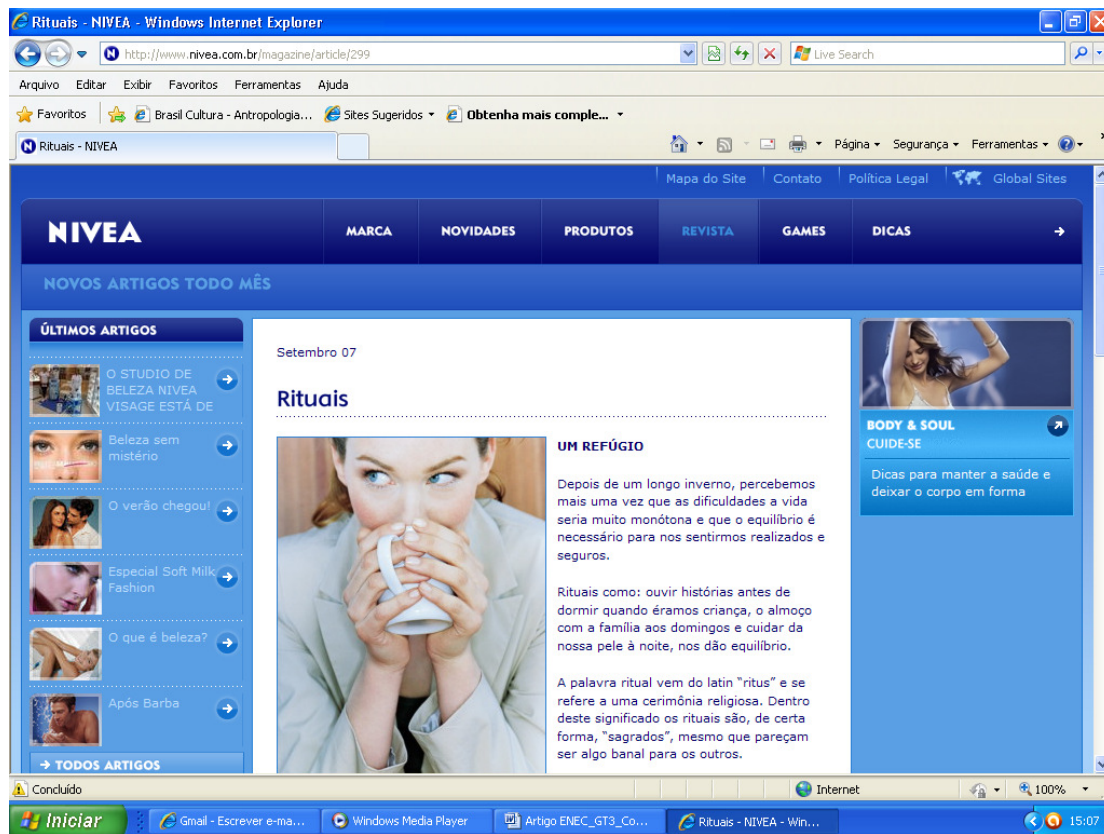 Rituais - NIVEA - Windows Internet Explorer
http://www.nivea.com.br/magazine/article/299
Live Search
Arquivo Editar Exibir Favoritos Ferramentas Ajuda
Favoritos Brasil Cultura - Antropologia... Sites Sugeridos Obtenha mais comple...
Rituais - NIVEA
Página Segurança Ferramentas
Mapa do Site Contato Política Legal Global Sites
NIVEA MARCA NOVIDADES PRODUTOS REVISTA GAMES DICAS
NOVOS ARTIGOS TODO MÊS
ÚLTIMOS ARTIGOS
O STUDIO DE
BELEZA NIVEA
VISAGE ESTÁ DE
Beleza sem
mistério
O verão chegou!
Especial Soft Milk
Fashion
O que é beleza?
Após Barba
TODOS ARTIGOS
Setembro 07
Rituais
UM REFÚGIO
Depois de um longo inverno, percebemos
mais uma vez que as dificuldades a vida
seria muito monótona e que o equilíbrio é
necessário para nos sentirmos realizados e
seguros.
Rituais como: ouvir histórias antes de
dormir quando éramos criança, o almoço
com a família aos domingos e cuidar da
nossa pele à noite, nos dão equilíbrio.
A palavra ritual vem do latin “ritus” e se
refere a uma cerimônia religiosa. Dentro
deste significado os rituais são, de certa
forma, “sagrados”, mesmo que pareçam
ser algo banal para os outros.
BODY & SOUL
CUIDE-SE
Dicas para manter a saúde e
deixar o corpo em forma
Concluído Internet 100%
Iniciar Gmail - Escrever e-ma... Windows Media Player Artigo ENEC_GT3_Co... Rituais - NIVEA - Win... 15:07